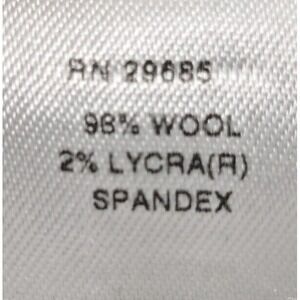 RN 29685
98% WOOL
2% LYCRA(R)
SPANDEX